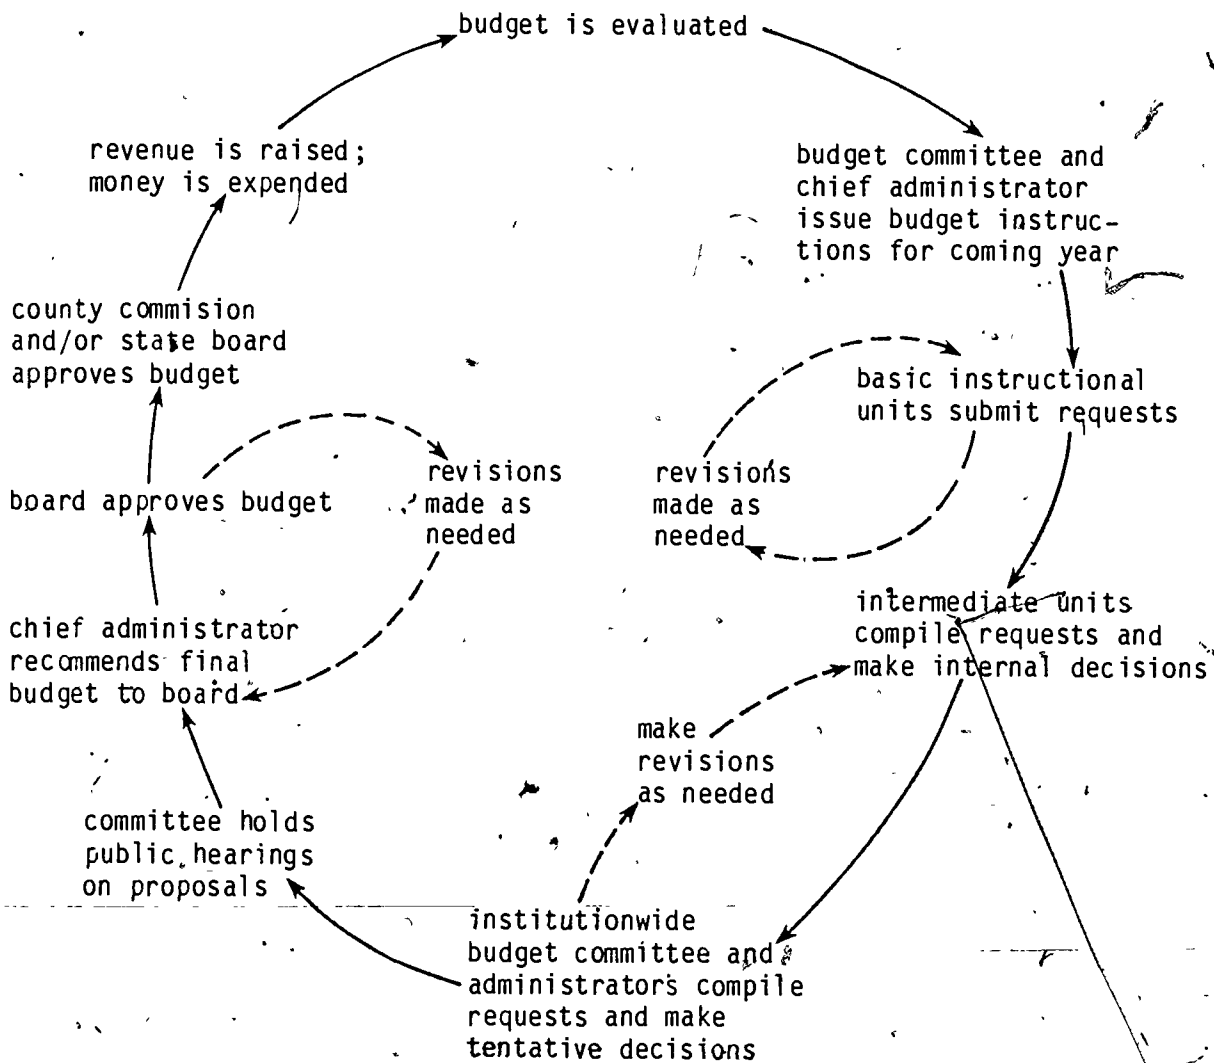 budget is evaluated
budget committee and
chief administrator
issue budget instruc-
tions for coming year
basic instructional
units submit requests
revisions
made as
needed
intermediate units
compile requests and
make internal decisions
make
revisions
as needed
institutionwide
budget committee and
administrators compile
requests and make
tentative decisions
committee holds
public hearings
on proposals
chief administrator
recommends final
budget to board
board approves budget
revisions
made as
needed
county commision
and/or state board
approves budget
revenue is raised;
money is expended